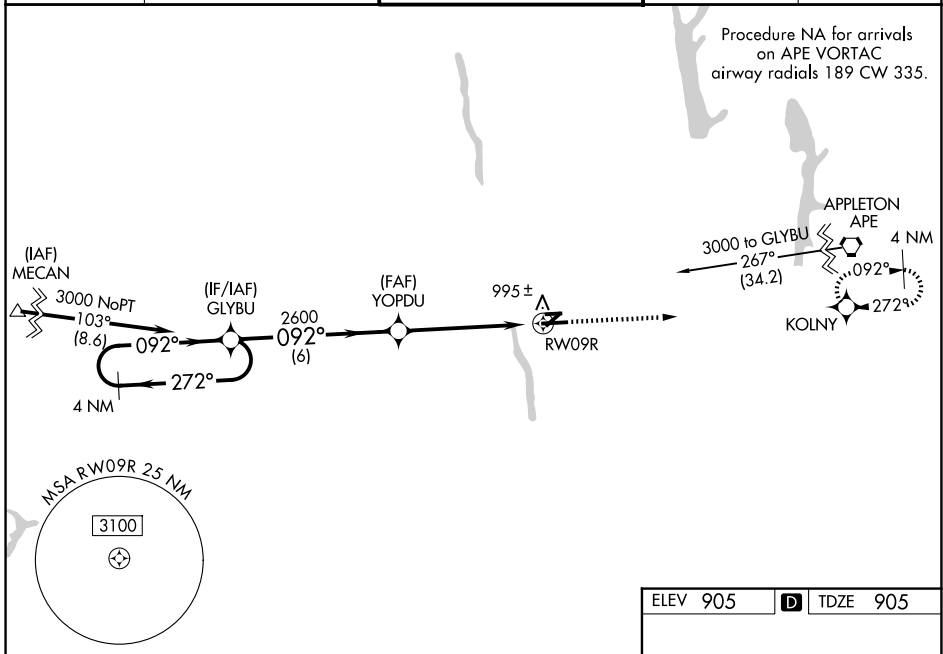 Procedure NA for arrivals
on APE VORTAC
airway radials 189 CW 335.
APPLETON
APE
4 NM
3000 to GLYBU
267°
(34.2)
092°
272°
KOLNY
(IAF)
MECAN
3000 NoPT
103°
(8.6)
(IF/IAF)
GLYBU
092°
272°
4 NM
2600
092°
(6)
(FAF)
YOPDU
995±
RW09R
MSA RW09R 25 NM
3100
ELEV 905 D TDZE 905